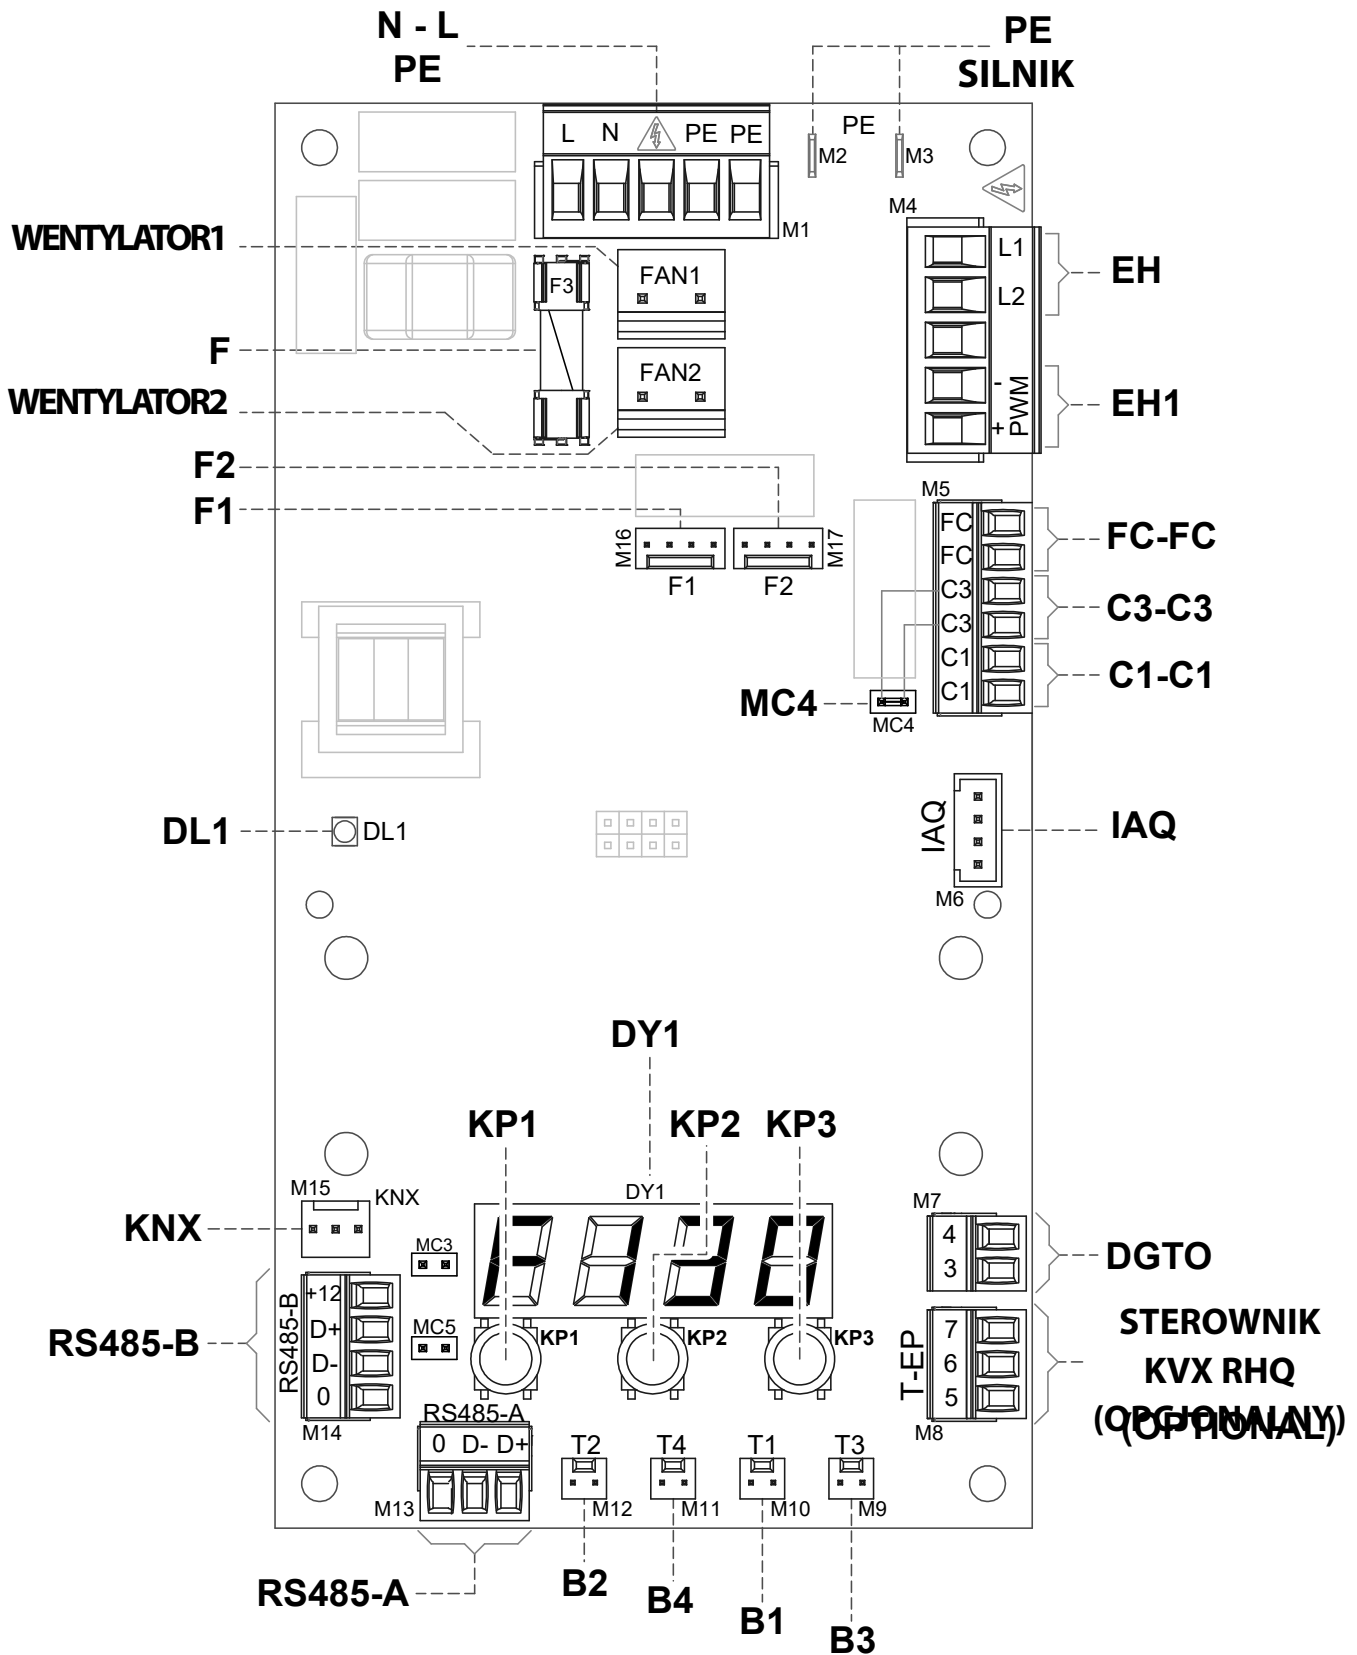 N - L
PE
PE
SILNIK
L N PE PE
PE
M2
M3
M1
M4
WENTYLATOR1
FAN1
F3
L1
L2
EH
F
FAN2
WENTYLATOR2
-
+
PWM
EH1
F2
F1
M5
M16
M17
F1
F2
FC
FC
C3
C3
C1
C1
FC-FC
C3-C3
C1-C1
MC4
MC4
DL1
DL1
IAQ
IAQ
M6
DY1
KP1
KP2
KP3
M15
KNX
KNX
DY1
MC3
M7
4
3
DGTO
RS485-B
RS485-B
+12
D+
D-
0
M14
MC5
KP1
KP2
KP3
T-EP
7
6
5
M8
STEROWNIK
KVX RHQ
(OPCJONALNY)
(OPTIONAL)
RS485-A
0 D- D+
M13
T2
T4
T1
T3
M12
M11
M10
M9
RS485-A
B2
B4
B1
B3